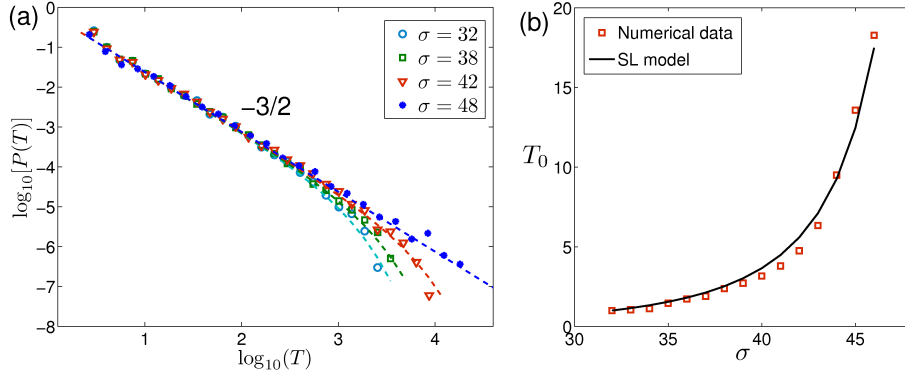 (a)
0
−1
−2
−3
−4
−5
−6
−7
−8
log₁₀[P(T)]
σ = 32
σ = 38
σ = 42
σ = 48
−3/2
1
2
3
4
log₁₀(T)
(b)
20
15
10
5
0
T₀
Numerical data
SL model
30
35
40
45
σ